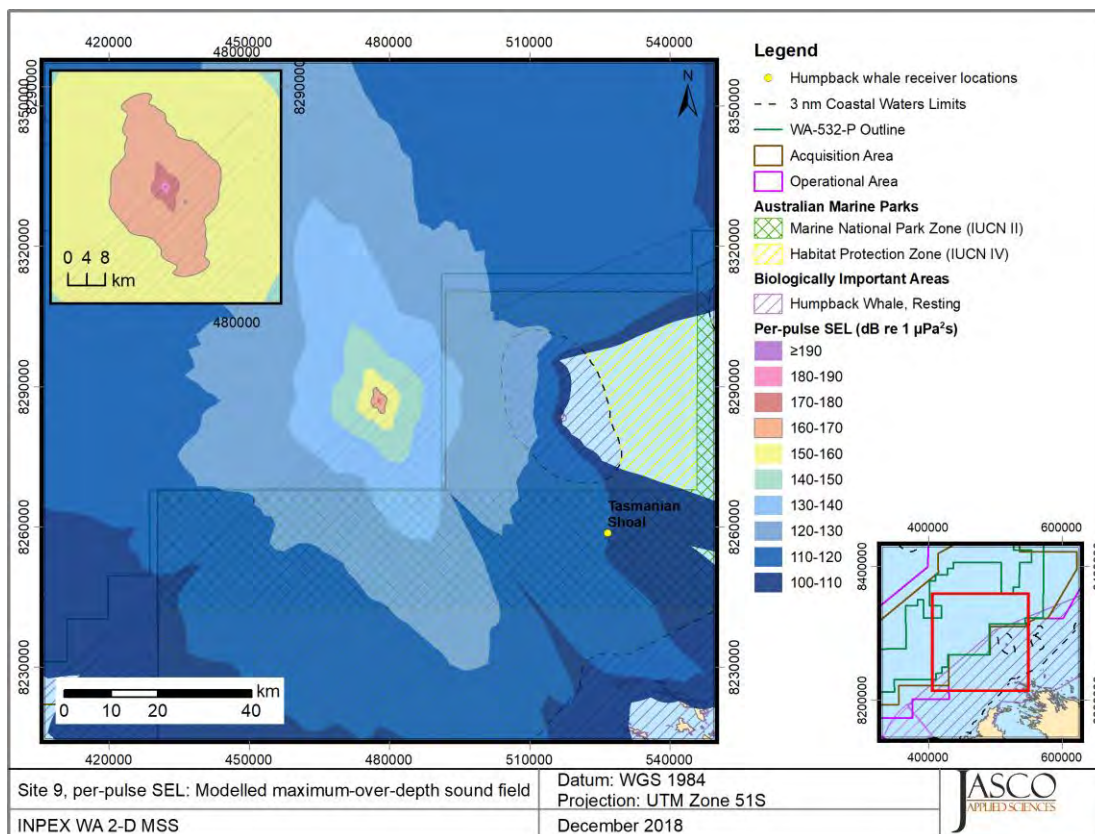 420000
450000
480000
510000
540000
480000
8290000
8350000
8320000
8290000
8260000
8230000
N
0 4 8
km
480000
Tasmanian
Shoal
km
0 10 20 40
8350000
8320000
8290000
8260000
8230000
420000
450000
480000
510000
540000
Legend
Humpback whale receiver locations
3 nm Coastal Waters Limits
WA-532-P Outline
Acquisition Area
Operational Area
Australian Marine Parks
Marine National Park Zone (IUCN II)
Habitat Protection Zone (IUCN IV)
Biologically Important Areas
Humpback Whale, Resting
Per-pulse SEL (dB re 1 µPa²s)
≥190
180-190
170-180
160-170
150-160
140-150
130-140
120-130
110-120
100-110
400000
600000
8400000
8200000
400000
600000
Site 9, per-pulse SEL: Modelled maximum-over-depth sound field
INPEX WA 2-D MSS
Datum: WGS 1984
Projection: UTM Zone 51S
December 2018
JASCO
APPLIED SCIENCES